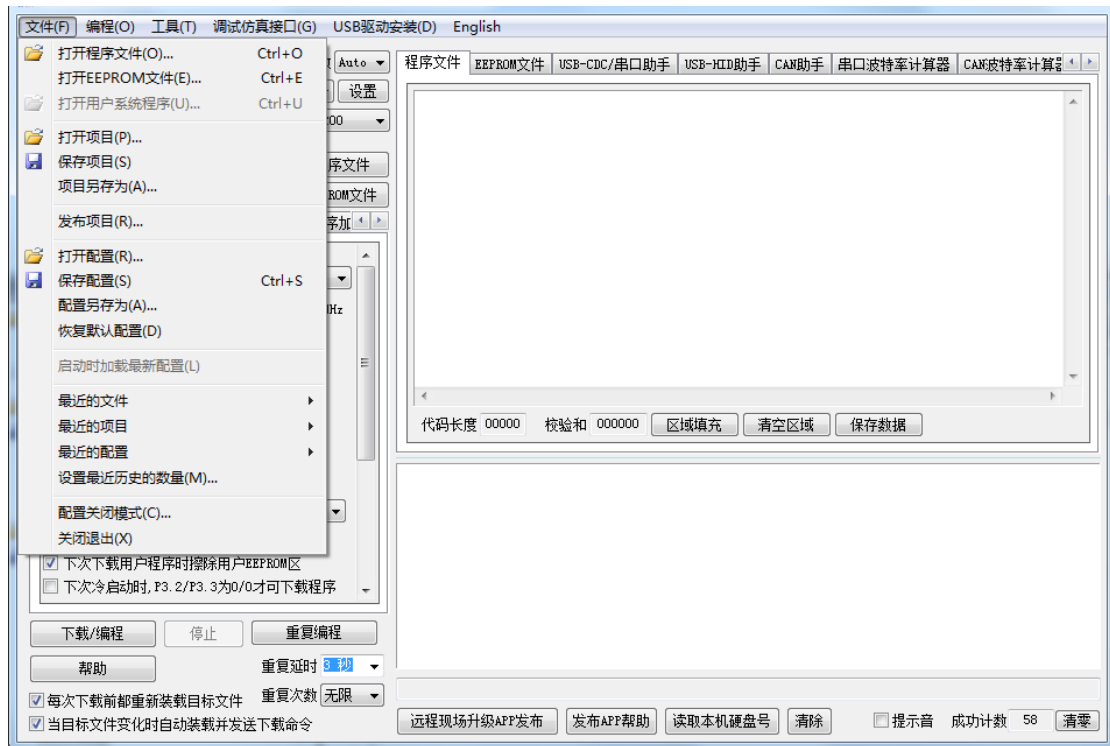 文件(F) 编程(O) 工具(T) 调试仿真接口(G) USB驱动安装(D) English
打开程序文件(O)... Ctrl+O
打开EEPROM文件(E)... Ctrl+E
打开用户系统程序(U)... Ctrl+U
打开项目(P)...
保存项目(S)
项目另存为(A)...
发布项目(R)...
打开配置(R)...
保存配置(S) Ctrl+S
配置另存为(A)...
恢复默认配置(D)
启动时加载最新配置(L)
最近的文件
最近的项目
最近的配置
设置最近历史的数量(M)...
配置关闭模式(C)...
关闭退出(X)
Auto
设置
00
序文件
ROM文件
序加
Hz
下次下载用户程序时擦除用户EEPROM区
下次冷启动时,P3.2/P3.3为0/0才可下载程序
下载/编程 停止 重复编程
帮助 重复延时 3 秒
每次下载前都重新装载目标文件 重复次数 无限
当目标文件变化时自动装载并发送下载命令
程序文件 EEPROM文件 USB-CDC/串口助手 USB-HID助手 CAN助手 串口波特率计算器 CAN波特率计算器
代码长度 00000 校验和 000000 区域填充 清空区域 保存数据
远程现场升级APP发布 发布APP帮助 读取本机硬盘号 清除 提示音 成功计数 58 清零